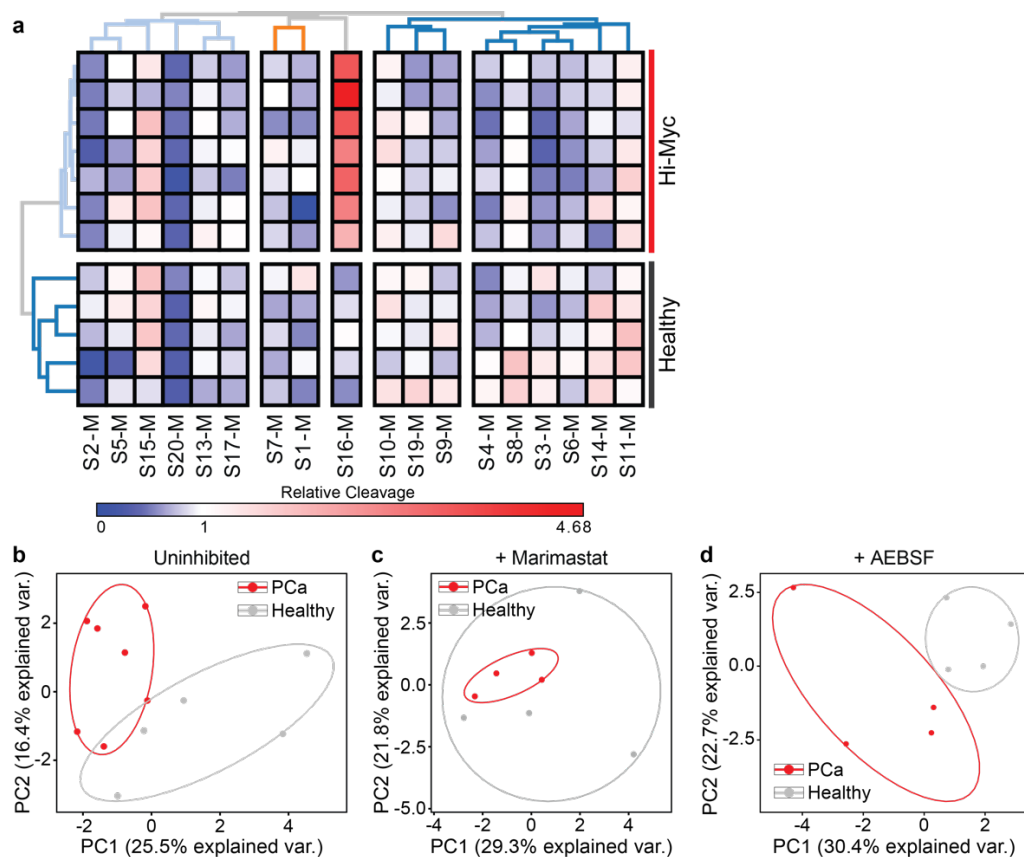 a
Hi-Myc
Healthy
S2-M
S5-M
S15-M
S20-M
S13-M
S17-M
S7-M
S1-M
S16-M
S10-M
S19-M
S9-M
S4-M
S8-M
S3-M
S6-M
S14-M
S11-M
Relative Cleavage
0 1 4.68
b Uninhibited
PCa
Healthy
2
0
-2
PC2 (16.4% explained var.)
-2 0 2 4
PC1 (25.5% explained var.)
c + Marimastat
PCa
Healthy
2.5
0.0
-2.5
-5.0
PC2 (21.8% explained var.)
-4 -2 0 2 4
PC1 (29.3% explained var.)
d + AEBSF
2.5
0.0
-2.5
PC2 (22.7% explained var.)
PCa
Healthy
-4 -2 0 2
PC1 (30.4% explained var.)